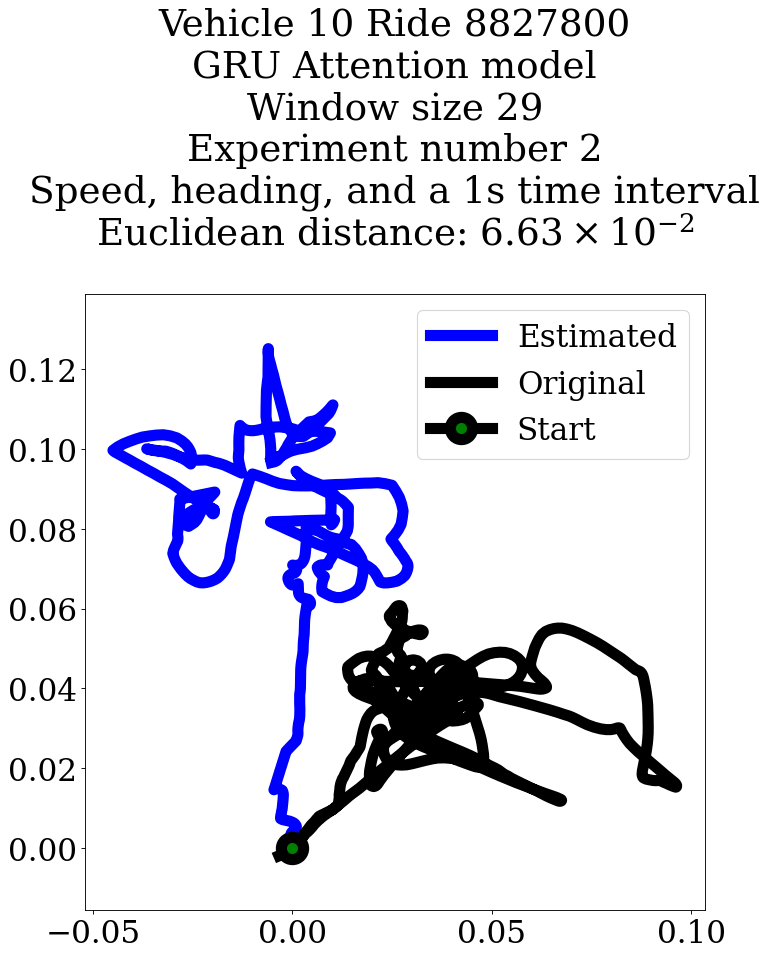 Vehicle 10 Ride 8827800
GRU Attention model
Window size 29
Experiment number 2
Speed, heading, and a 1s time interval
Euclidean distance: 6.63 × 10⁻²
Estimated
Original
Start
0.12
0.10
0.08
0.06
0.04
0.02
0.00
−0.05 0.00 0.05 0.10